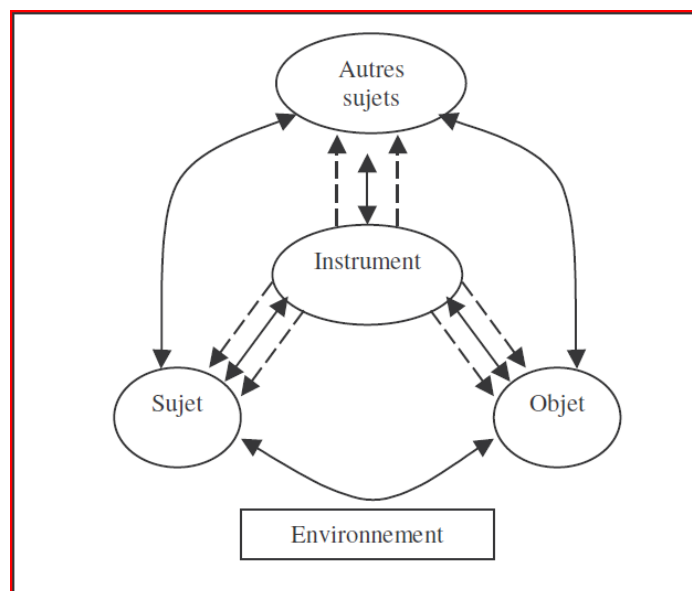 Autres
sujets
Instrument
Sujet
Objet
Environnement